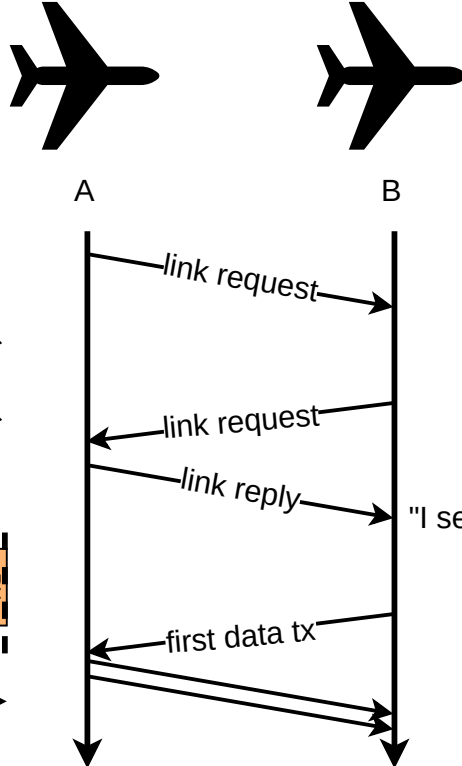 A
B
link request
link request
link reply
"I se
first data tx